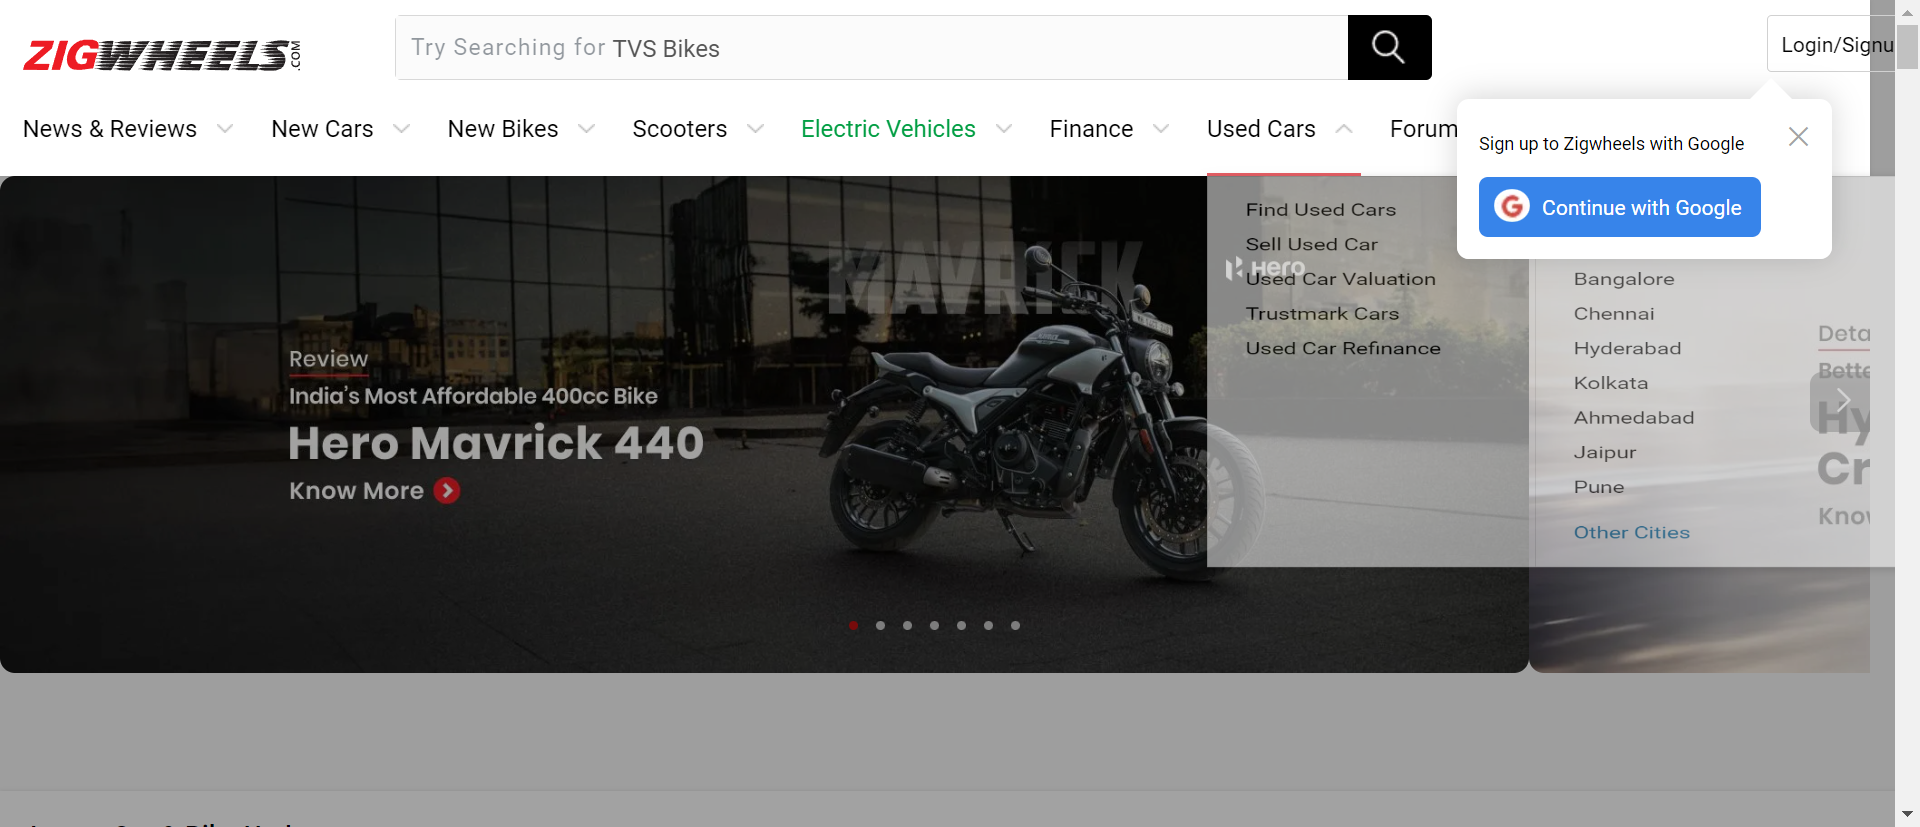 ZIGWHEELS.COM
Try Searching for TVS Bikes
Login/Signu
News & Reviews
New Cars
New Bikes
Scooters
Electric Vehicles
Finance
Used Cars
Forum
Sign up to Zigwheels with Google
Continue with Google
Find Used Cars
Sell Used Car
Used Car Valuation
Trustmark Cars
Used Car Refinance
Bangalore
Chennai
Hyderabad
Kolkata
Ahmedabad
Jaipur
Pune
Other Cities
MAVRICK
Hero
Review
India's Most Affordable 400cc Bike
Hero Mavrick 440
Know More
Deta
Bette
Hy
Cr
Know